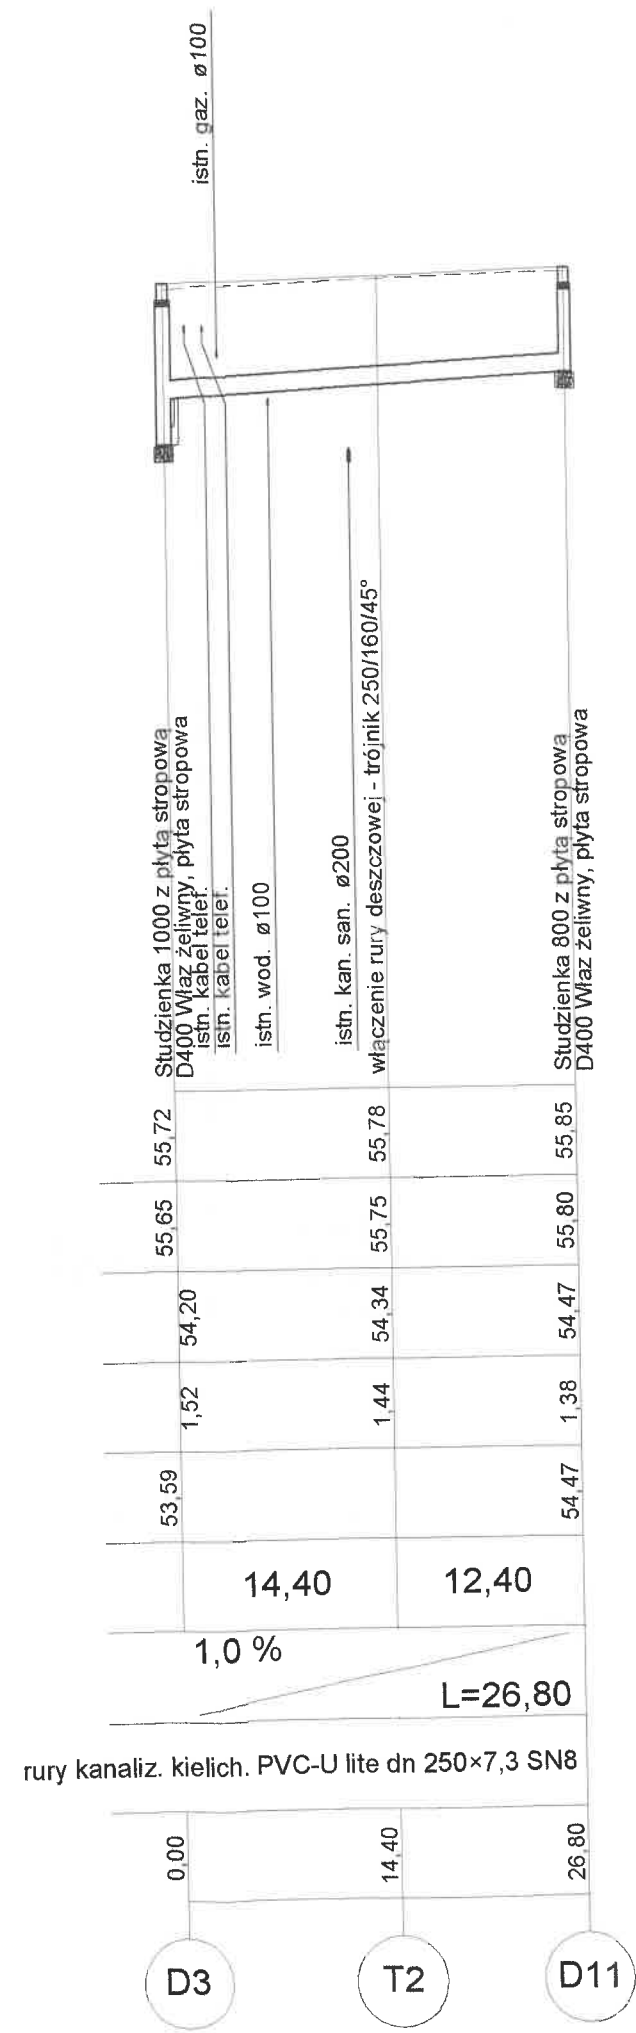 istn. gaz. ø100
Studzienka 1000 z płytą stropową
D400 Właz żeliwny, płyta stropowa
istn. kabel telef.
istn. kabel telef.
istn. wod. ø100
istn. kan. san. ø200
włączenie rury deszczowej - trójnik 250/160/45°
Studzienka 800 z płytą stropową
D400 Właz żeliwny, płyta stropowa
55,72 55,78 55,85
55,65 55,75 55,80
54,20 54,34 54,47
1,52 1,44 1,38
53,59 54,47
14,40 12,40
1,0 %
L=26,80
rury kanaliz. kielich. PVC-U lite dn 250×7,3 SN8
0,00 14,40 26,80
D3 T2 D11